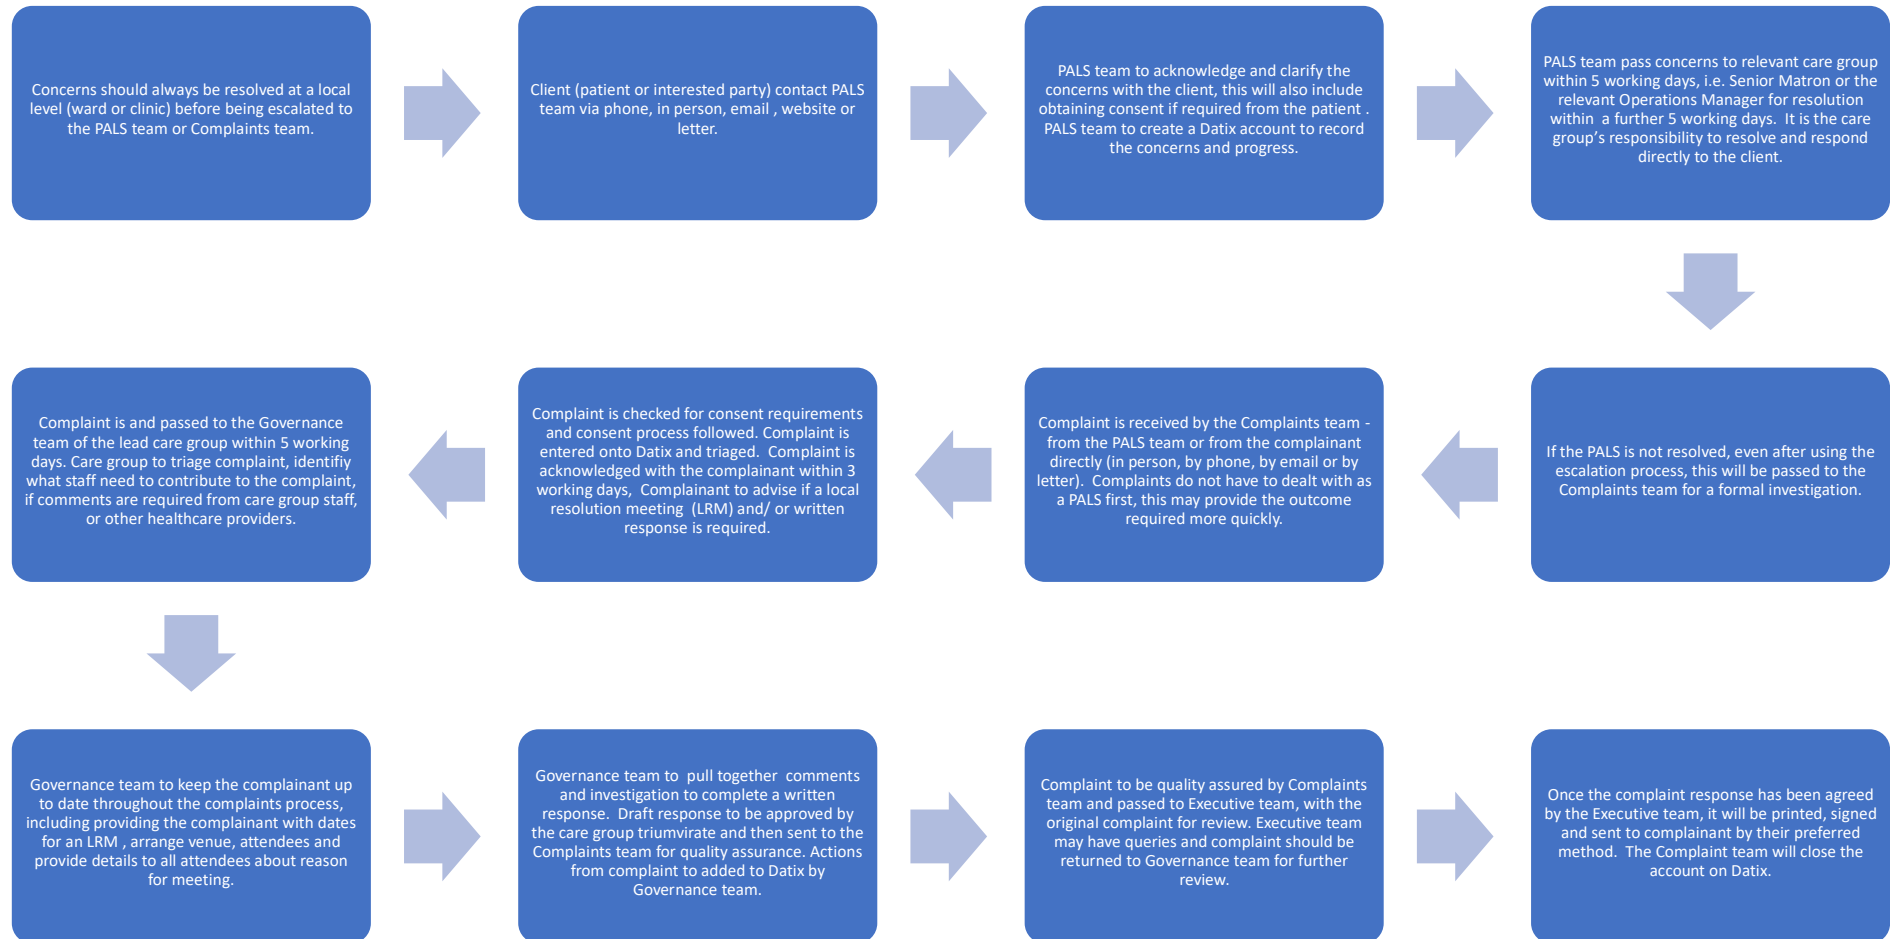 Concerns should always be resolved at a local
level (ward or clinic) before being escalated to
the PALS team or Complaints team.
Client (patient or interested party) contact PALS
team via phone, in person, email , website or
letter.
PALS team to acknowledge and clarify the
concerns with the client, this will also include
obtaining consent if required from the patient .
PALS team to create a Datix account to record
the concerns and progress.
PALS team pass concerns to relevant care group
within 5 working days, i.e. Senior Matron or the
relevant Operations Manager for resolution
within  a further 5 working days.  It is the care
group’s responsibility to resolve and respond
directly to the client.
If the PALS is not resolved, even after using the
escalation process, this will be passed to the
Complaints team for a formal investigation.
Complaint is received by the Complaints team -
from the PALS team or from the complainant
directly (in person, by phone, by email or by
letter).  Complaints do not have to dealt with as
a PALS first, this may provide the outcome
required more quickly.
Complaint is checked for consent requirements
and consent process followed. Complaint is
entered onto Datix and triaged.  Complaint is
acknowledged with the complainant within 3
working days,  Complainant to advise if a local
resolution meeting  (LRM) and/ or written
response is required.
Complaint is and passed to the Governance
team of the lead care group within 5 working
days. Care group to triage complaint, identifiy
what staff need to contribute to the complaint,
if comments are required from care group staff,
or other healthcare providers.
Governance team to keep the complainant up
to date throughout the complaints process,
including providing the complainant with dates
for an LRM , arrange venue, attendees and
provide details to all attendees about reason
for meeting.
Governance team to  pull together  comments
and investigation to complete a written
response.  Draft response to be approved by
the care group triumvirate and then sent to the
Complaints team for quality assurance. Actions
from complaint to added to Datix by
Governance team.
Complaint to be quality assured by Complaints
team and passed to Executive team, with the
original complaint for review. Executive team
may have queries and complaint should be
returned to Governance team for further
review.
Once the complaint response has been agreed
by the Executive team, it will be printed, signed
and sent to complainant by their preferred
method.  The Complaint team will close the
account on Datix.